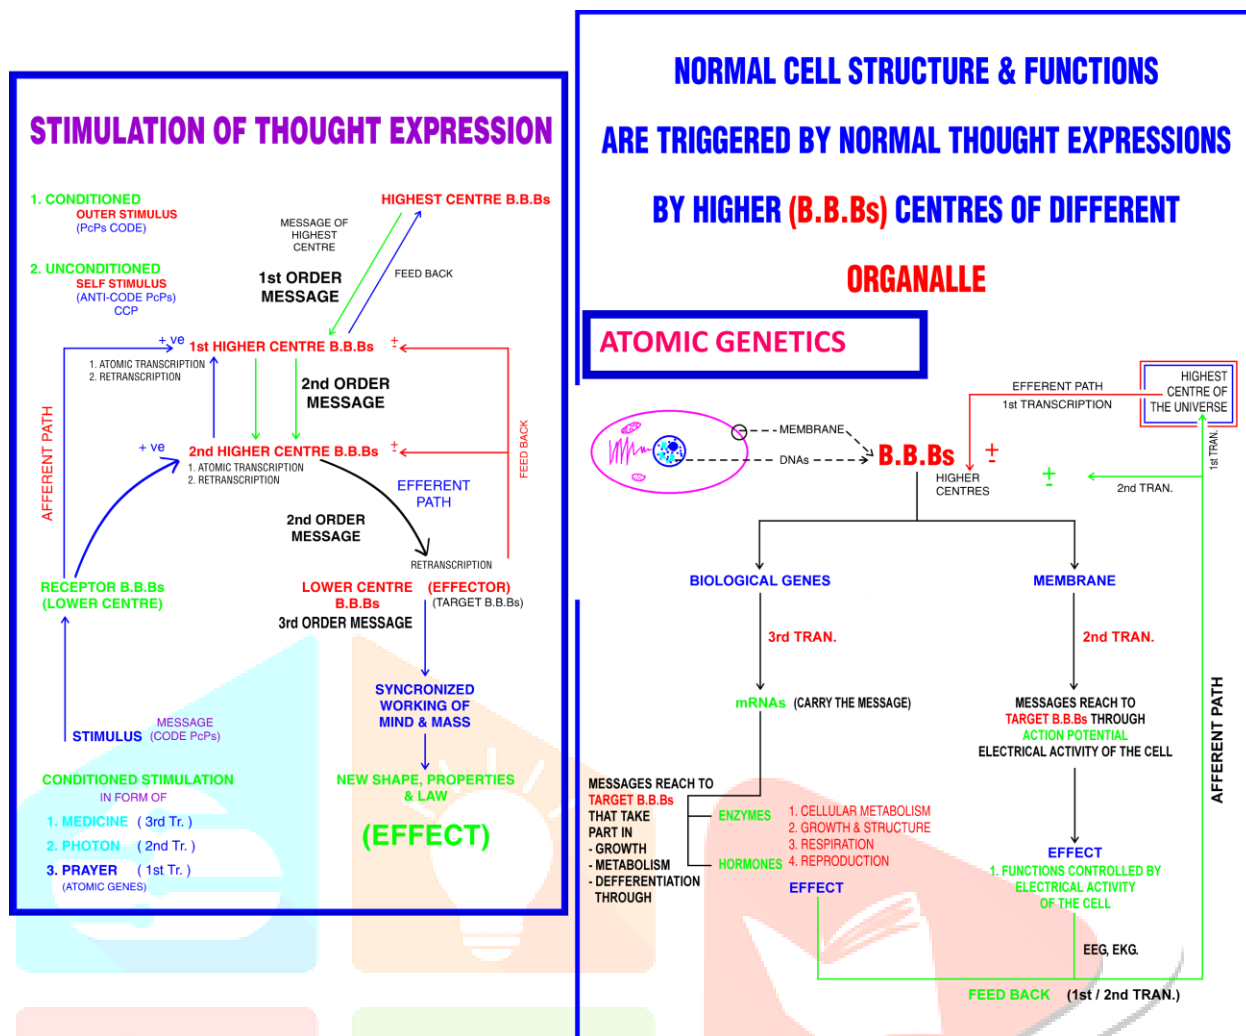 STIMULATION OF THOUGHT EXPRESSION
1. CONDITIONED
OUTER STIMULUS
(PcPs CODE)
2. UNCONDITIONED
SELF STIMULUS
(ANTI-CODE PcPs)
CCP
HIGHEST CENTRE B.B.Bs
MESSAGE OF
HIGHEST
CENTRE
1st ORDER
MESSAGE
FEED BACK
+ ve
1st HIGHER CENTRE B.B.Bs
±
1. ATOMIC TRANSCRIPTION
2. RETRANSCRIPTION
2nd ORDER
MESSAGE
AFFERENT PATH
+ ve
2nd HIGHER CENTRE B.B.Bs
±
1. ATOMIC TRANSCRIPTION
2. RETRANSCRIPTION
FEED BACK
EFFERENT
PATH
2nd ORDER
MESSAGE
RETRANSCRIPTION
RECEPTOR B.B.Bs
(LOWER CENTRE)
LOWER CENTRE (EFFECTOR)
B.B.Bs (TARGET B.B.Bs)
3rd ORDER MESSAGE
SYNCRONIZED
WORKING OF
MIND & MASS
MESSAGE
STIMULUS (CODE PcPs)
CONDITIONED STIMULATION
IN FORM OF
1. MEDICINE ( 3rd Tr. )
2. PHOTON ( 2nd Tr. )
3. PRAYER ( 1st Tr. )
(ATOMIC GENES)
NEW SHAPE, PROPERTIES
& LAW
(EFFECT)
NORMAL CELL STRUCTURE & FUNCTIONS
ARE TRIGGERED BY NORMAL THOUGHT EXPRESSIONS
BY HIGHER (B.B.Bs) CENTRES OF DIFFERENT
ORGANALLE
ATOMIC GENETICS
HIGHEST
CENTRE OF
THE UNIVERSE
EFFERENT PATH
1st TRANSCRIPTION
MEMBRANE
DNAs
B.B.Bs
±
HIGHER
CENTRES
±
2nd TRAN.
1st TRAN.
BIOLOGICAL GENES
MEMBRANE
3rd TRAN.
2nd TRAN.
mRNAs (CARRY THE MESSAGE)
MESSAGES REACH TO
TARGET B.B.Bs THROUGH
ACTION POTENTIAL
ELECTRICAL ACTIVITY OF THE CELL
AFFERENT PATH
MESSAGES REACH TO
TARGET B.B.Bs
THAT TAKE
PART IN
- GROWTH
- METABOLISM
- DEFFERENTIATION
THROUGH
ENZYMES
HORMONES
1. CELLULAR METABOLISM
2. GROWTH & STRUCTURE
3. RESPIRATION
4. REPRODUCTION
EFFECT
EFFECT
1. FUNCTIONS CONTROLLED BY
ELECTRICAL ACTIVITY
OF THE CELL
EEG, EKG.
FEED BACK (1st / 2nd TRAN.)